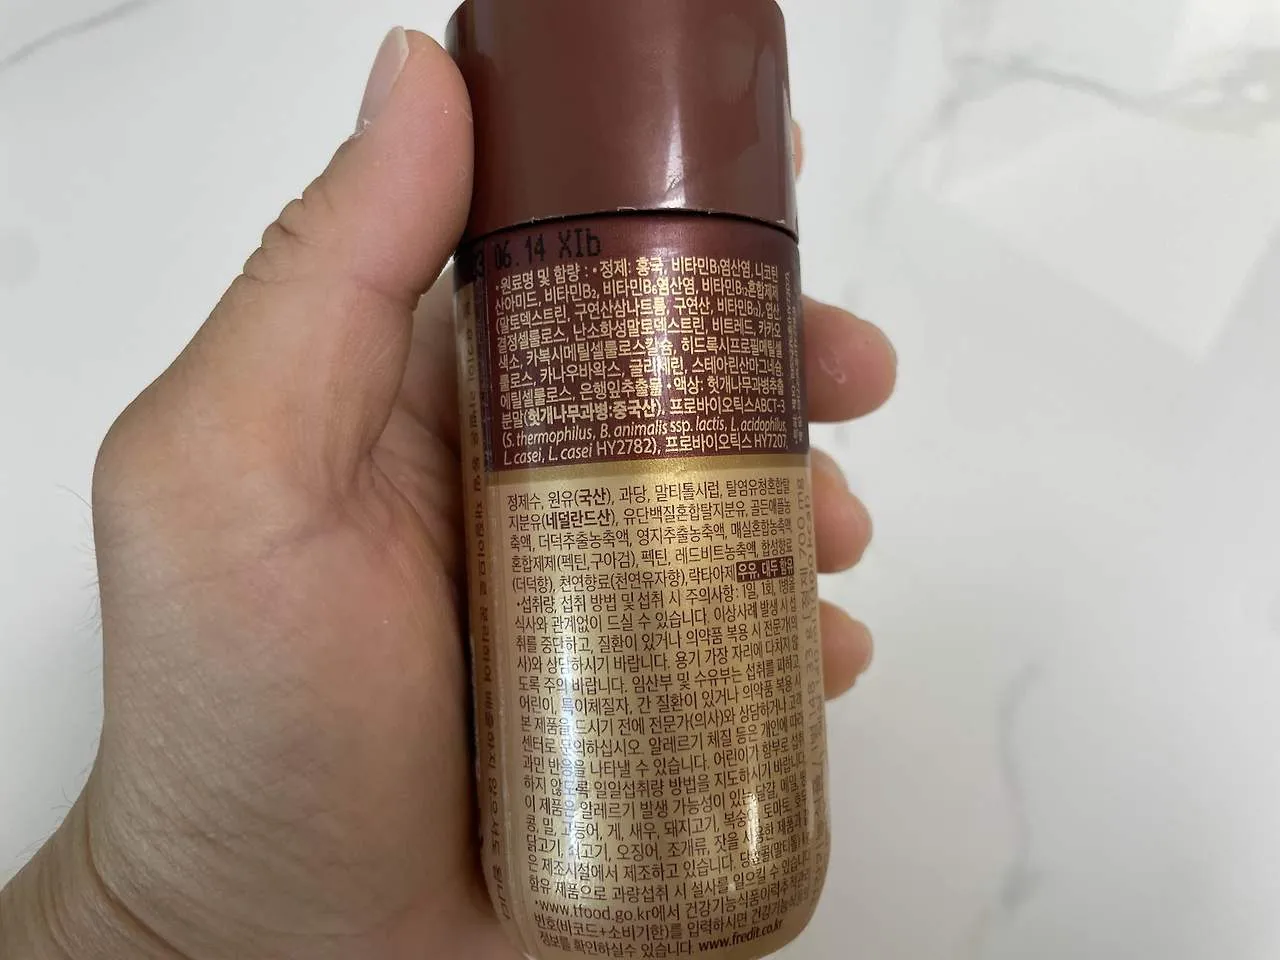 06.14 XIb
•원료명 및 함량 : •정제: 홍국, 비타민B₁염산염, 니코틴
산아미드, 비타민B₂, 비타민B₆염산염, 비타민B₁₂혼합제제
(말토덱스트린, 구연산삼나트륨, 구연산, 비타민B₁₂), 엽산
결정셀룰로스, 난소화성말토덱스트린, 비트레드, 카카오
색소, 카복시메틸셀룰로스칼슘, 히드록시프로필메틸셀
룰로스, 카나우바왁스, 글리세린, 스테아린산마그네슘,
에틸셀룰로스, 은행잎추출물 •액상: 헛개나무과병추출
분말(헛개나무과병:중국산), 프로바이오틱스ABCT-3
(S. thermophilus, B. animalis ssp. lactis, L. acidophilus,
L. casei, L. casei HY2782), 프로바이오틱스 HY7207,
정제수, 원유(국산), 과당, 말티톨시럽, 탈염유청혼합탈
지분유(네덜란드산), 유단백질혼합탈지분유, 골든애플농
축액, 더덕추출농축액, 영지추출농축액, 매실혼합농축액,
혼합제제(펙틴,구아검), 펙틴, 레드비트농축액, 합성향료
(더덕향), 천연향료(천연유자향), 락타아제 우유, 대두 함유
•섭취량, 섭취 방법 및 섭취 시 주의사항: 1일, 1회, 1병을
식사와 관계없이 드실 수 있습니다. 이상사례 발생 시 섭
취를 중단하고, 질환이 있거나 의약품 복용 시 전문가(의
사)와 상담하시기 바랍니다. 용기 가장 자리에 다치지 않
도록 주의 바랍니다. 임산부 및 수유부는 섭취를 피하고,
어린이, 특이체질자, 간 질환이 있거나 의약품 복용 시
본 제품을 드시기 전에 전문가(의사)와 상담하거나 고객
센터로 문의하십시오 알레르기 체질 등은 개인에 따라
과민 반응을 나타낼 수 있습니다. 어린이가 함부로 섭취
하지 않도록 일일섭취량 방법을 지도하시기 바랍니다.
이 제품은 알레르기 발생 가능성이 있는 달걀, 메밀, 땅
콩, 밀, 고등어, 게, 새우, 돼지고기, 복숭아, 토마토, 호두,
닭고기, 쇠고기, 오징어, 조개류, 잣을 사용한 제품과 같
은 제조시설에서 제조하고 있습니다. 당알콜(말티톨)
함유 제품으로 과량섭취 시 설사를 일으킬 수 있습니다.
•www.tfood.go.kr에서 건강기능식품이력추적관리
번호(바코드+소비기한)를 입력하시면 건강기능식품의
정보를 확인하실수 있습니다. www.fredit.co.kr